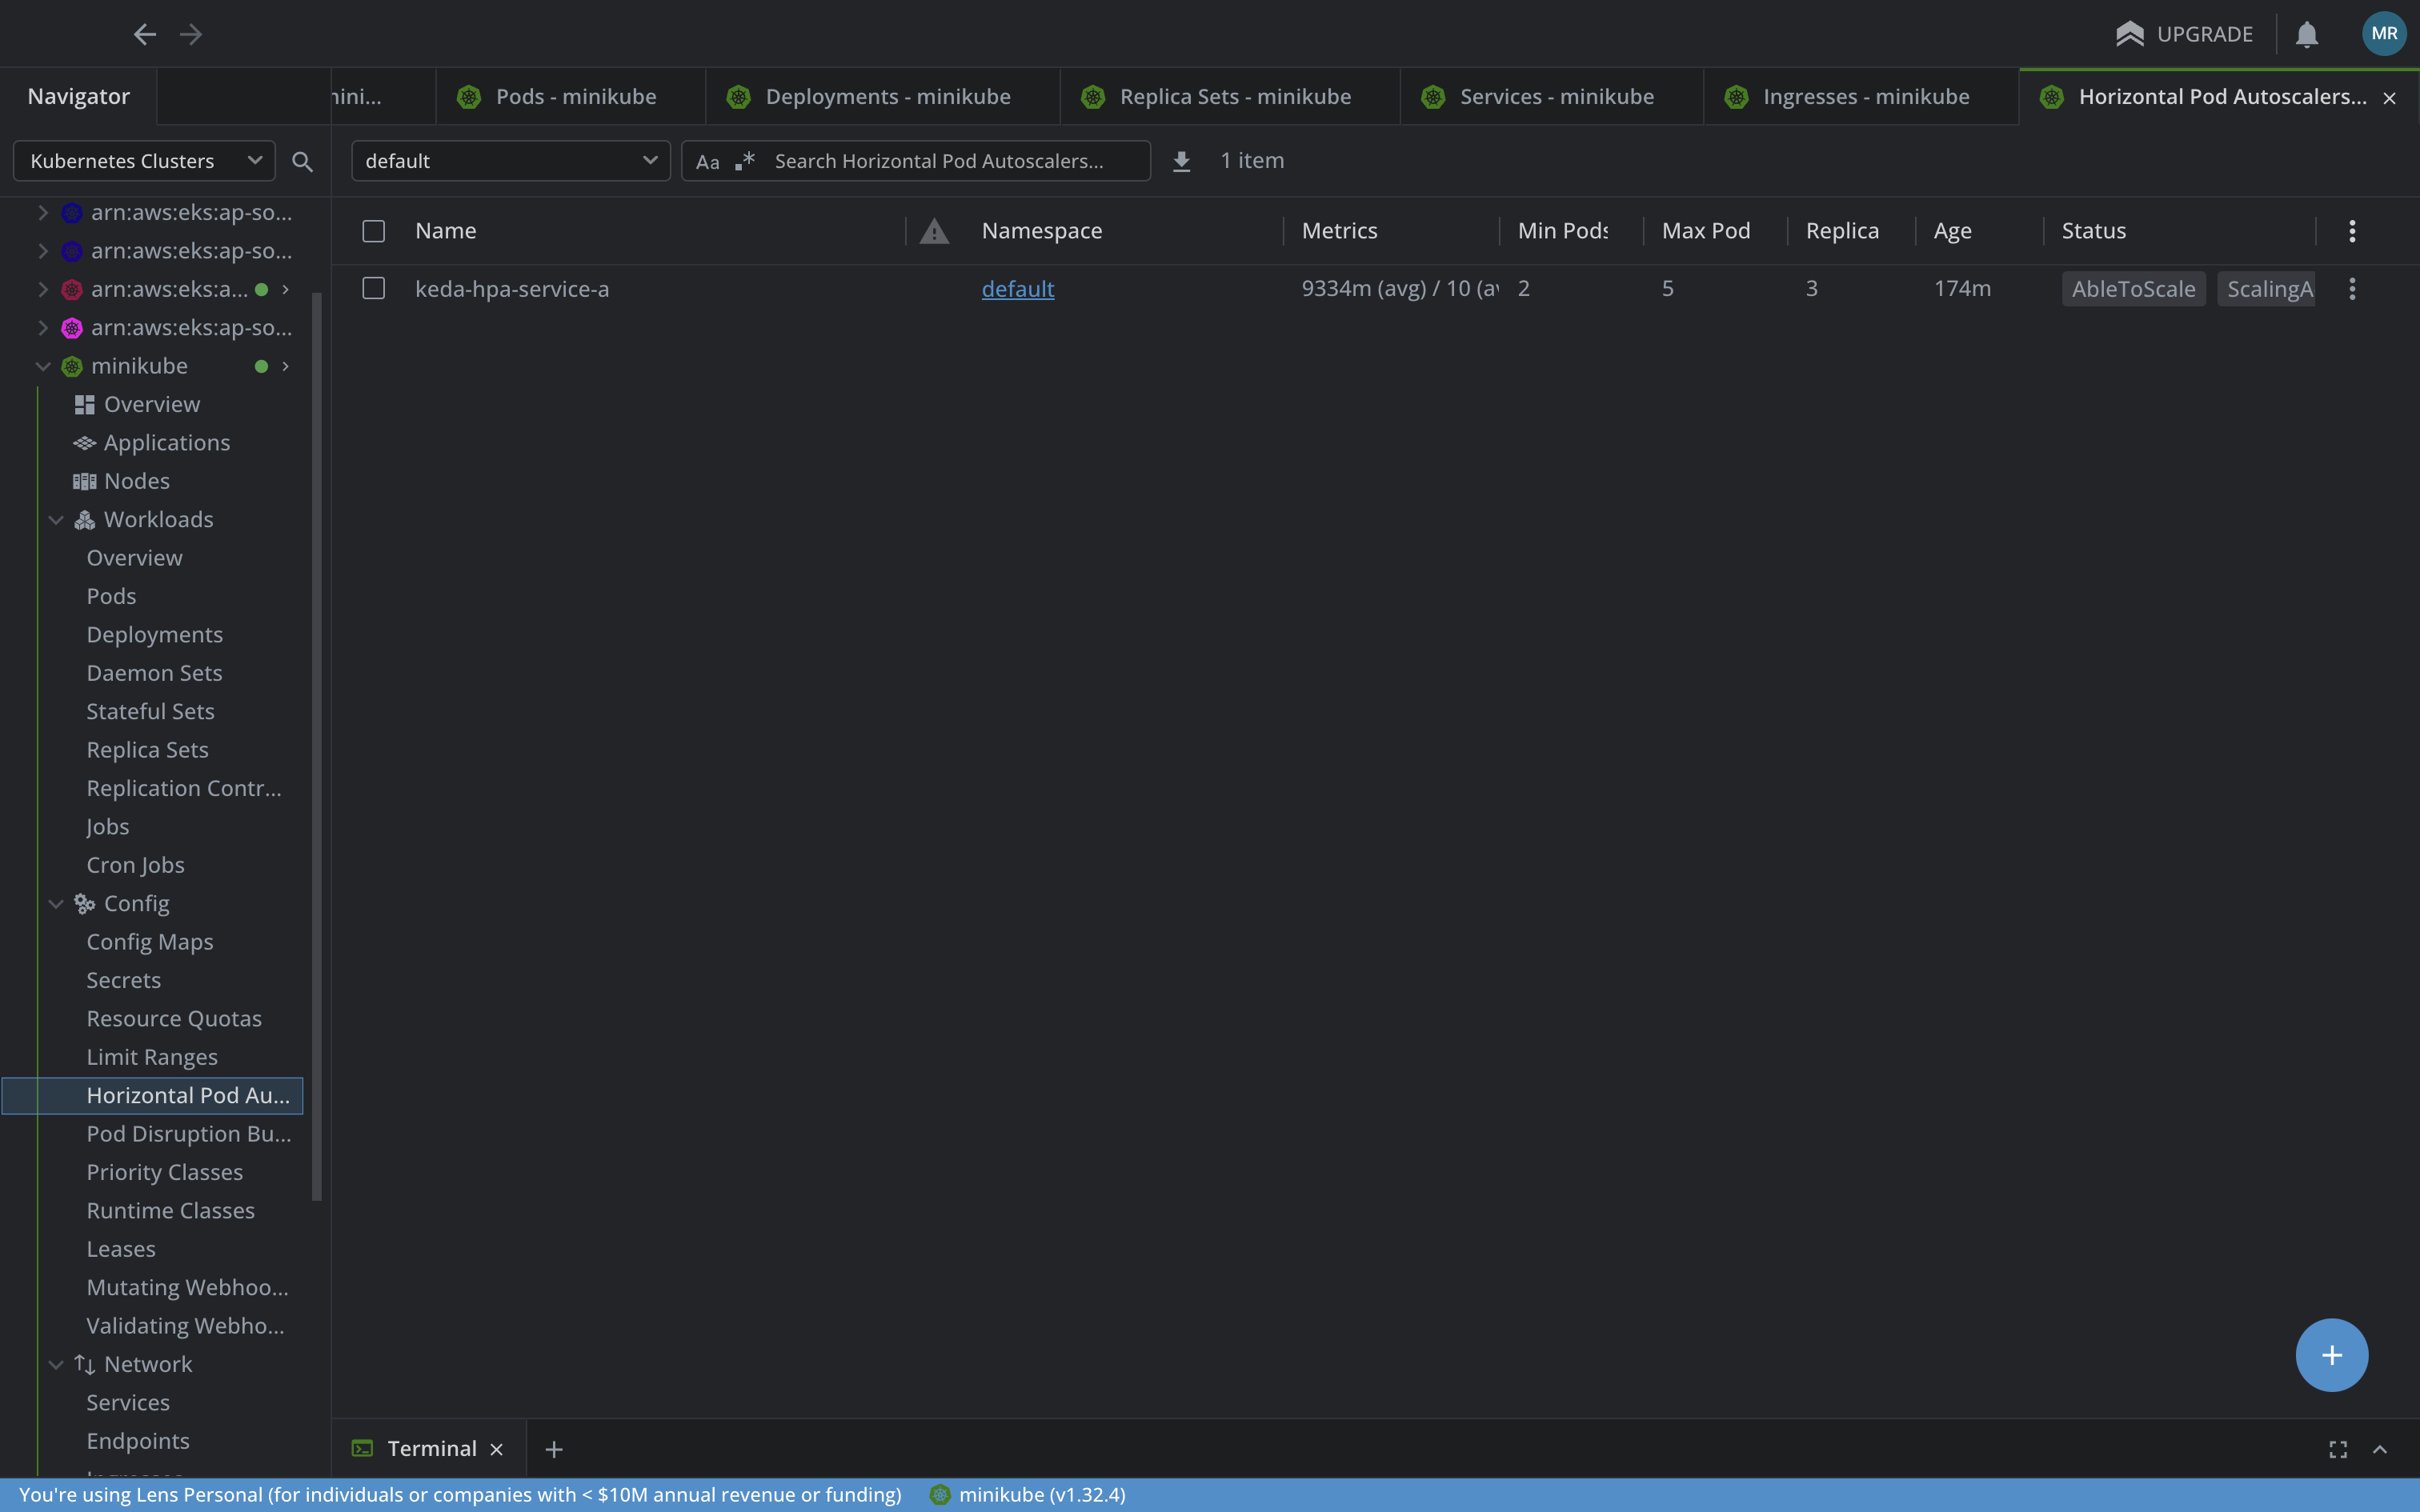 UPGRADE
MR
Navigator
Pods - minikube
Deployments - minikube
Replica Sets - minikube
Services - minikube
Ingresses - minikube
Horizontal Pod Autoscalers...
Kubernetes Clusters
default
Aa .* Search Horizontal Pod Autoscalers...
1 item
arn:aws:eks:ap-so...
arn:aws:eks:ap-so...
arn:aws:eks:a...
arn:aws:eks:ap-so...
minikube
Overview
Applications
Nodes
Workloads
Overview
Pods
Deployments
Daemon Sets
Stateful Sets
Replica Sets
Replication Contr...
Jobs
Cron Jobs
Config
Config Maps
Secrets
Resource Quotas
Limit Ranges
Horizontal Pod Au...
Pod Disruption Bu...
Priority Classes
Runtime Classes
Leases
Mutating Webhoo...
Validating Webho...
Network
Services
Endpoints
Name Namespace Metrics Min Pods Max Pod Replica Age Status
keda-hpa-service-a default 9334m (avg) / 10 (a 2 5 3 174m AbleToScale ScalingA
Terminal
You're using Lens Personal (for individuals or companies with < $10M annual revenue or funding) minikube (v1.32.4)